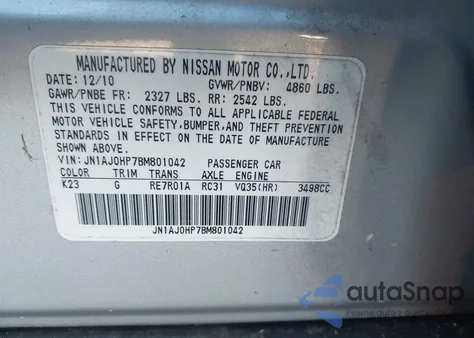 MANUFACTURED BY NISSAN MOTOR CO.,LTD.
DATE: 12/10 GVWR/PNBV: 4860 LBS.
GAWR/PNBE FR: 2327 LBS. RR: 2542 LBS.
THIS VEHICLE CONFORMS TO ALL APPLICABLE FEDERAL
MOTOR VEHICLE SAFETY,BUMPER,AND THEFT PREVENTION
STANDARDS IN EFFECT ON THE DATE OF MANUFACTURE
SHOWN ABOVE.
VIN: JN1AJ0HP7BM801042 PASSENGER CAR
COLOR TRIM TRANS AXLE ENGINE
K23 G RE7R01A RC31 VQ35(HR) 3498CC
JN1AJ0HP7BM801042
autoSnap
Pewne auto z